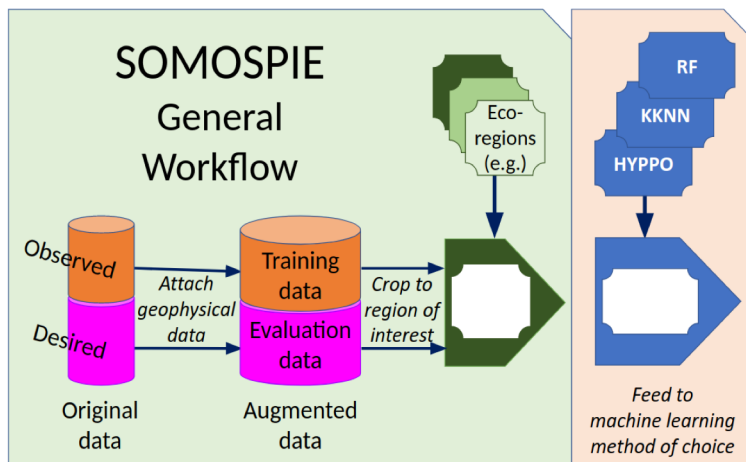 SOMOSPIE
General
Workflow
Eco-
regions
(e.g.)
RF
KKNN
HYPPO
Observed
Desired
Attach
geophysical
data
Training
data
Evaluation
data
Crop to
region of
interest
Original
data
Augmented
data
Feed to
machine learning
method of choice